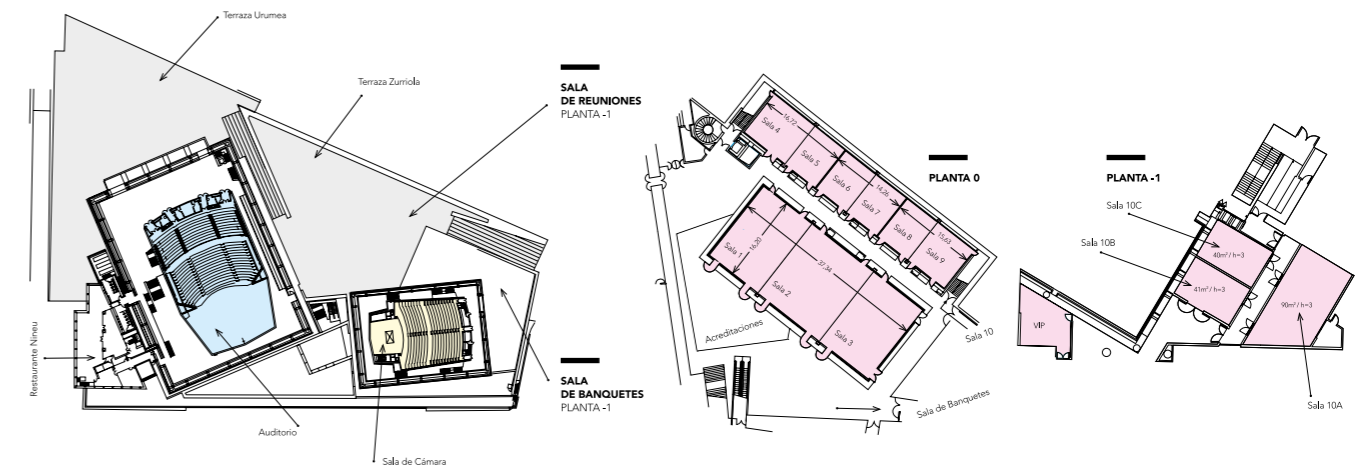 Terraza Urumea
Terraza Zurriola
SALA
DE REUNIONES
PLANTA -1
Restaurante Ni neu
SALA
DE BANQUETES
PLANTA -1
Auditorio
Sala de Cámara
PLANTA 0
Sala 4
16,72
Sala 5
Sala 6
14,26
Sala 7
Sala 8
15,63
Sala 9
Sala 1
16,20
Sala 2
37,34
Sala 3
Acreditaciones
Sala 10
Sala de Banquetes
PLANTA -1
Sala 10C
Sala 10B
40m² / h=3
41m² / h=3
90m² / h=3
VIP
Sala 10A